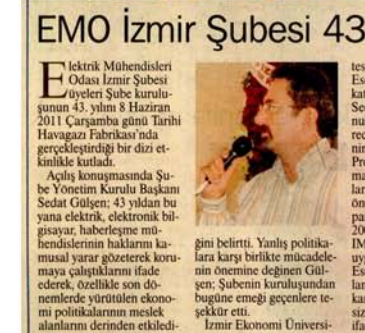 EMO İzmir Şubesi 43
Elektrik Mühendisleri
Odası İzmir Şubesi
üyeleri Şube kurulu-
şunun 43. yılını 8 Haziran
2011 Çarşamba günü Tarihi
Havagazı Fabrikası'nda
gerçekleştirdiği bir dizi et-
kinlikle kutladı.
Açılış konuşmasında Şu-
be Yönetim Kurulu Başkanı
Sedat Gülşen; 43 yıldan bu
yana elektrik, elektronik bil-
gisayar, haberleşme mü-
hendislerinin haklarını ka-
musal yarar gözeterek koru-
maya çalıştıklarını ifade
ederek, özellikle son dö-
nemlerde yürütülen ekono-
mi politikalarının meslek
alanlarını derinden etkiledi-
ğini belirtti. Yanlış politika-
lara karşı birlikte mücadele-
nin önemine değinen Gül-
şen; Şubenin kuruluşundan
bugüne emeği geçenlere te-
şekkür etti.
İzmir Ekonomi Üniversi-